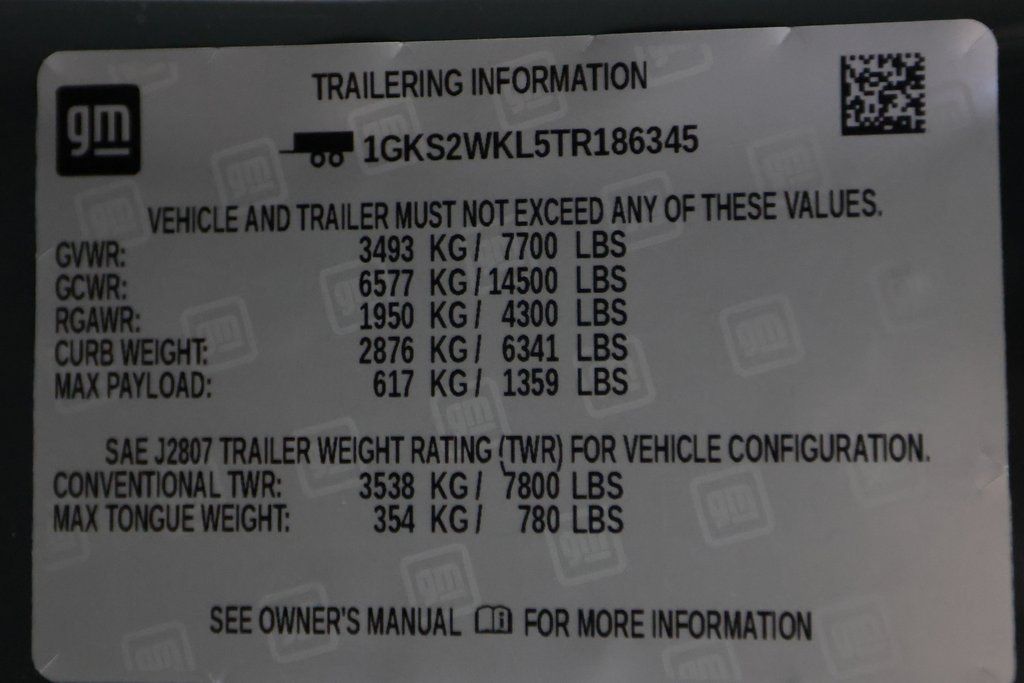 gm
TRAILERING INFORMATION
1GKS2WKL5TR186345
VEHICLE AND TRAILER MUST NOT EXCEED ANY OF THESE VALUES.
GVWR: 3493 KG/ 7700 LBS
GCWR: 6577 KG/14500 LBS
RGAWR: 1950 KG/ 4300 LBS
CURB WEIGHT: 2876 KG/ 6341 LBS
MAX PAYLOAD: 617 KG/ 1359 LBS
SAE J2807 TRAILER WEIGHT RATING (TWR) FOR VEHICLE CONFIGURATION.
CONVENTIONAL TWR: 3538 KG/ 7800 LBS
MAX TONGUE WEIGHT: 354 KG/ 780 LBS
SEE OWNER'S MANUAL FOR MORE INFORMATION